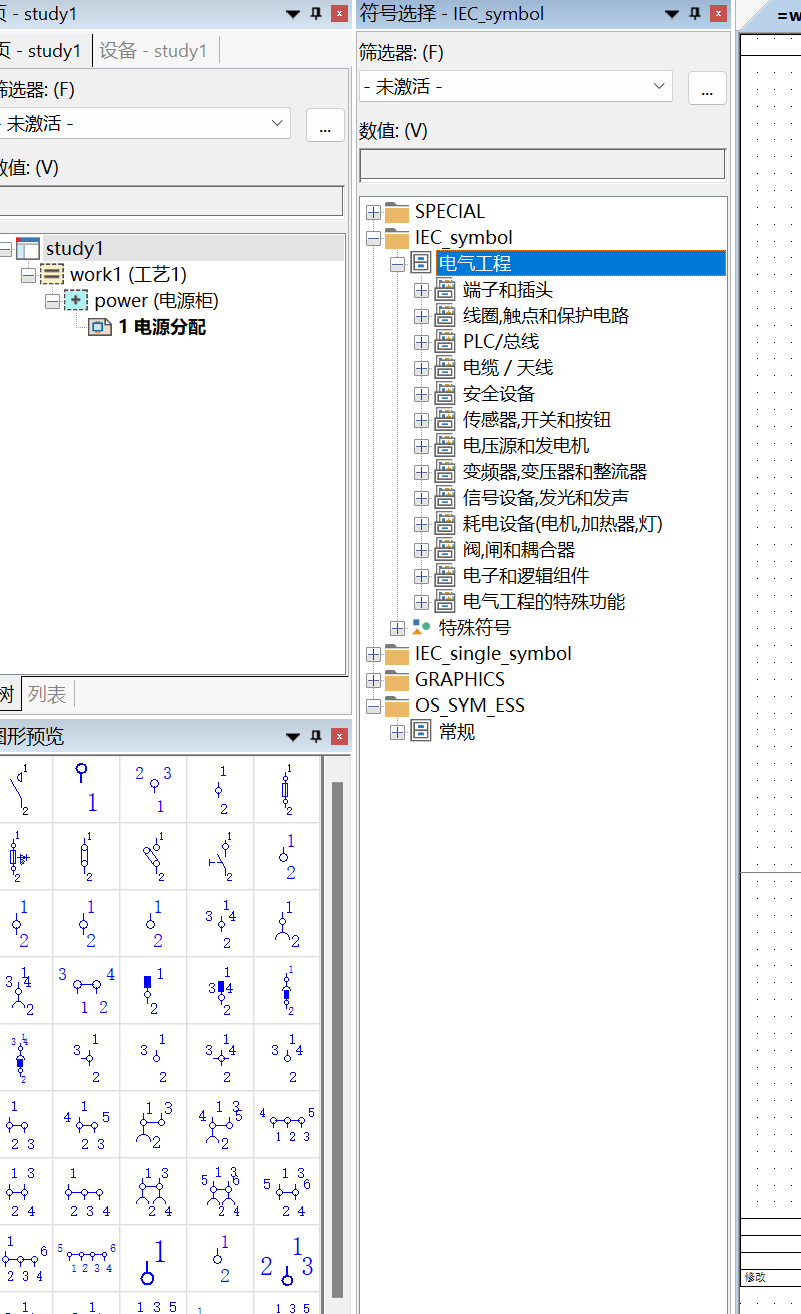 页 - study1
页 - study1
设备 - study1
筛选器: (F)
- 未激活 -
...
数值: (V)
study1
work1 (工艺1)
power (电源柜)
1 电源分配
树
列表
图形预览
符号选择 - IEC_symbol
筛选器: (F)
- 未激活 -
...
数值: (V)
SPECIAL
IEC_symbol
电气工程
端子和插头
线圈,触点和保护电路
PLC/总线
电缆 / 天线
安全设备
传感器,开关和按钮
电压源和发电机
变频器,变压器和整流器
信号设备,发光和发声
耗电设备(电机,加热器,灯)
阀,闸和耦合器
电子和逻辑组件
电气工程的特殊功能
特殊符号
IEC_single_symbol
GRAPHICS
OS_SYM_ESS
常规
修改